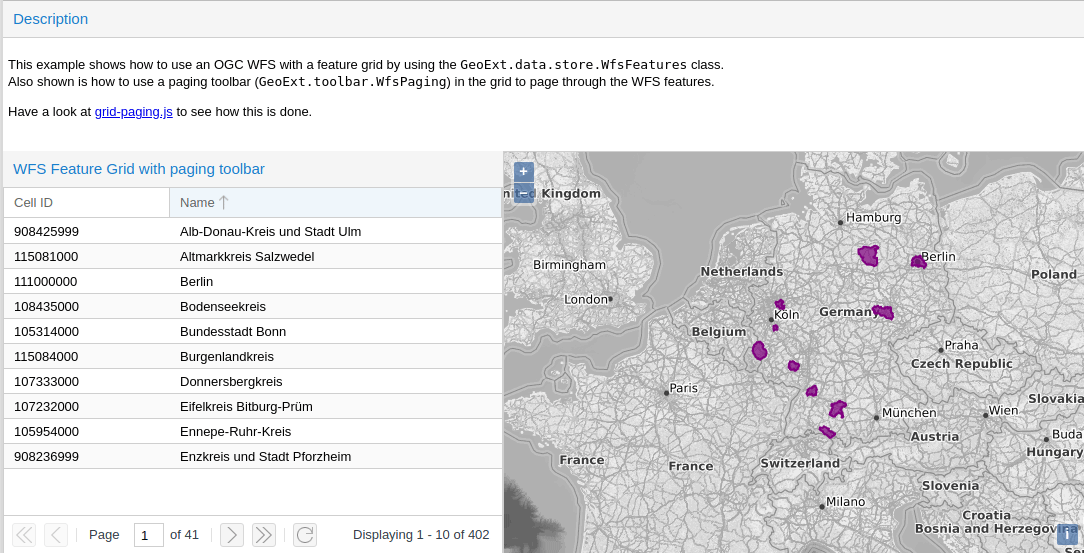 Description
This example shows how to use an OGC WFS with a feature grid by using the GeoExt.data.store.WfsFeatures class.
Also shown is how to use a paging toolbar (GeoExt.toolbar.WfsPaging) in the grid to page through the WFS features.
Have a look at grid-paging.js to see how this is done.
WFS Feature Grid with paging toolbar
Cell ID Name
908425999 Alb-Donau-Kreis und Stadt Ulm
115081000 Altmarkkreis Salzwedel
111000000 Berlin
108435000 Bodenseekreis
105314000 Bundesstadt Bonn
115084000 Burgenlandkreis
107333000 Donnersbergkreis
107232000 Eifelkreis Bitburg-Prüm
105954000 Ennepe-Ruhr-Kreis
908236999 Enzkreis und Stadt Pforzheim
Page 1 of 41
Displaying 1 - 10 of 402
+
−
nited Kingdom
Hamburg
Berlin
Birmingham
Netherlands
Poland
London
Köln
Germany
Belgium
Praha
Czech Republic
Paris
Slovakia
München
Wien
Buda
Austria
Hungary
France
France
Switzerland
Slovenia
Milano
Croatia
Bosnia and Herzegovina
i